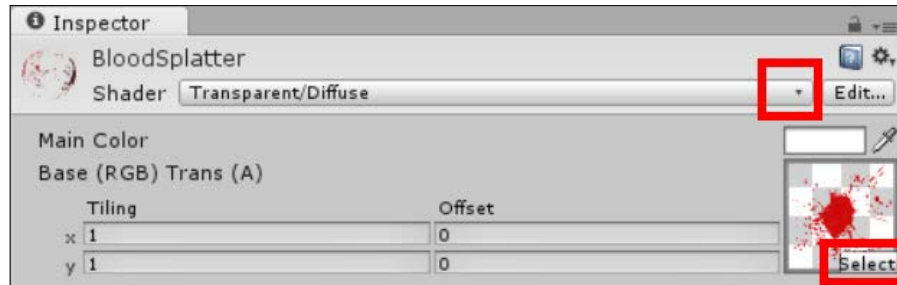 Inspector
BloodSplatter
Shader Transparent/Diffuse Edit...
Main Color
Base (RGB) Trans (A)
Tiling Offset
x 1 0
y 1 0 Select